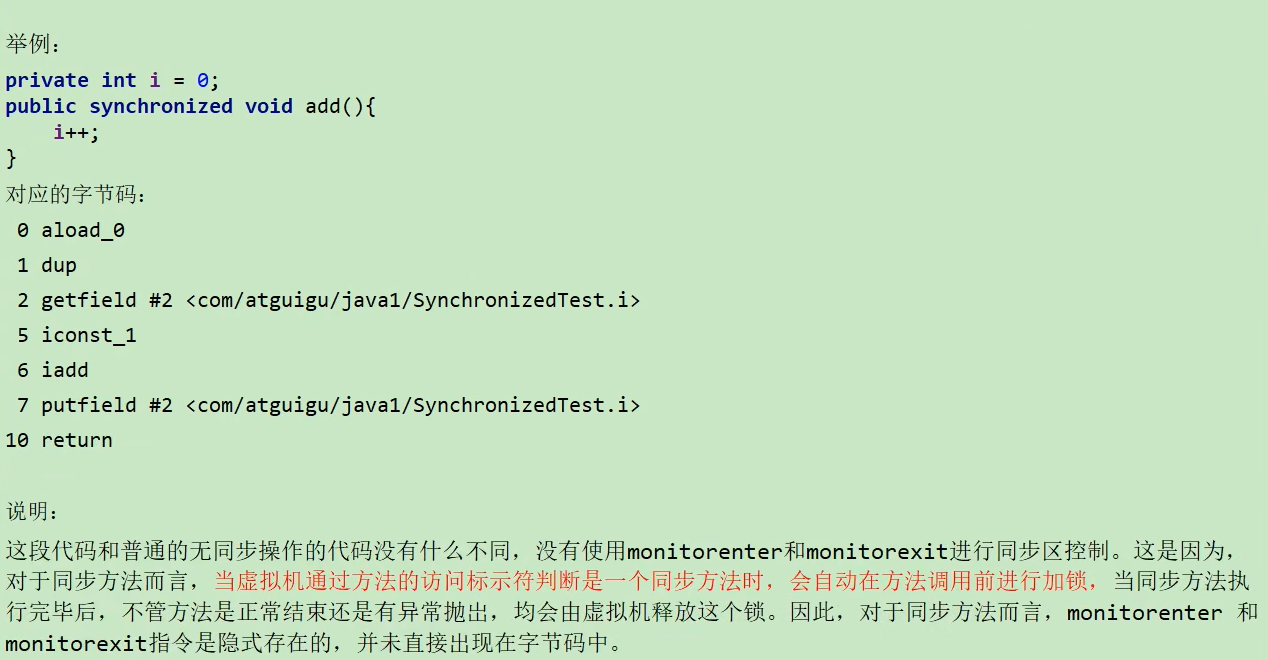 举例:
private int i = 0;
public synchronized void add(){
    i++;
}
对应的字节码:
 0 aload_0
 1 dup
 2 getfield #2 <com/atguigu/java1/SynchronizedTest.i>
 5 iconst_1
 6 iadd
 7 putfield #2 <com/atguigu/java1/SynchronizedTest.i>
10 return
说明:
这段代码和普通的无同步操作的代码没有什么不同，没有使用monitorenter和monitorexit进行同步区控制。这是因为，
对于同步方法而言，当虚拟机通过方法的访问标示符判断是一个同步方法时，会自动在方法调用前进行加锁，当同步方法执
行完毕后，不管方法是正常结束还是有异常抛出，均会由虚拟机释放这个锁。因此，对于同步方法而言，monitorenter 和
monitorexit指令是隐式存在的，并未直接出现在字节码中。